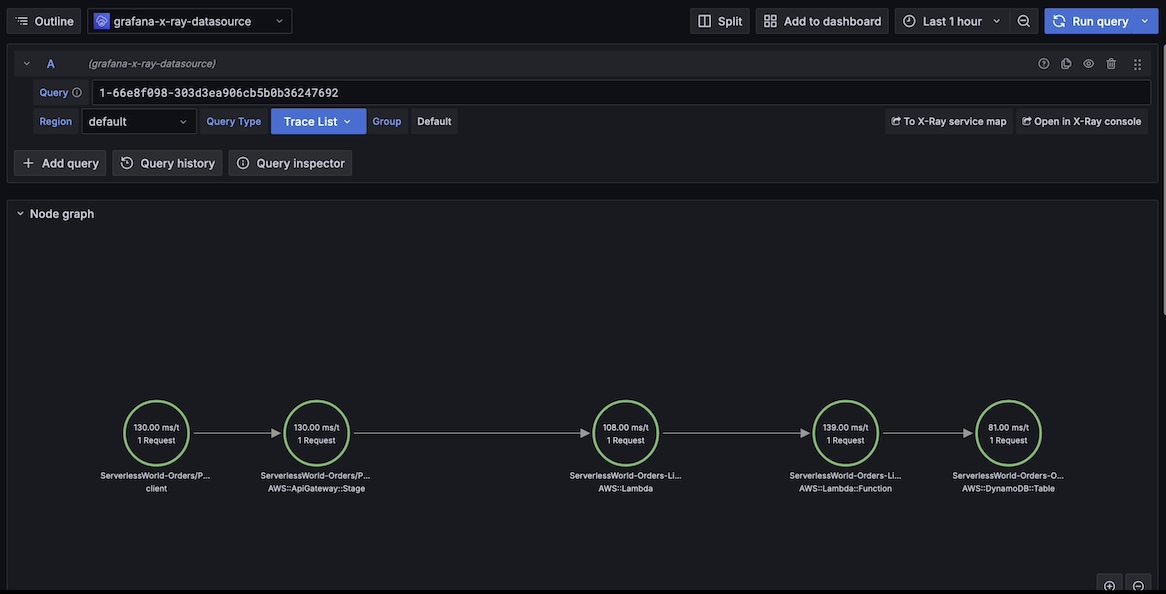 Outline grafana-x-ray-datasource Split Add to dashboard Last 1 hour Run query
A (grafana-x-ray-datasource)
Query 1-66e8f098-303d3ea906cb5b0b36247692
Region default Query Type Trace List Group Default To X-Ray service map Open in X-Ray console
Add query Query history Query inspector
Node graph
130.00 ms/t 130.00 ms/t 108.00 ms/t 139.00 ms/t 81.00 ms/t
1 Request 1 Request 1 Request 1 Request 1 Request
ServerlessWorld-Orders/P... ServerlessWorld-Orders/P... ServerlessWorld-Orders-Li... ServerlessWorld-Orders-Li... ServerlessWorld-Orders-O...
client AWS::ApiGateway::Stage AWS::Lambda AWS::Lambda::Function AWS::DynamoDB::Table